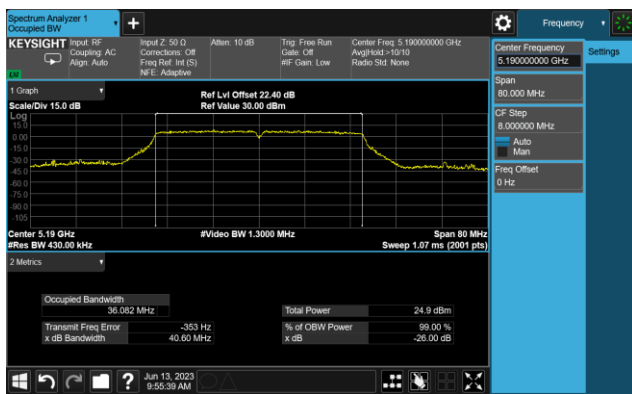 Spectrum Analyzer 1
Occupied BW
+
Frequency
KEYSIGHT
Input: RF
Coupling: AC
Align: Auto
Input Z: 50 Ω
Corrections: Off
Freq Ref: Int (S)
NFE: Adaptive
Atten: 10 dB
Trig: Free Run
Gate: Off
#IF Gain: Low
Center Freq: 5.190000000 GHz
Avg|Hold:>10/10
Radio Std: None
LXI
Center Frequency
5.190000000 GHz
Settings
Span
80.000 MHz
CF Step
8.000000 MHz
Auto
Man
Freq Offset
0 Hz
1 Graph
Scale/Div 15.0 dB
Ref Lvl Offset 22.40 dB
Ref Value 30.00 dBm
Log
15.0
0.00
-15.0
-30.0
-45.0
-60.0
-75.0
-90.0
-105
Center 5.19 GHz
#Res BW 430.00 kHz
#Video BW 1.3000 MHz
Span 80 MHz
Sweep 1.07 ms (2001 pts)
2 Metrics
Occupied Bandwidth
36.082 MHz
Total Power
24.9 dBm
Transmit Freq Error
-353 Hz
% of OBW Power
99.00 %
x dB Bandwidth
40.60 MHz
x dB
-26.00 dB
?
Jun 13, 2023
9:55:39 AM